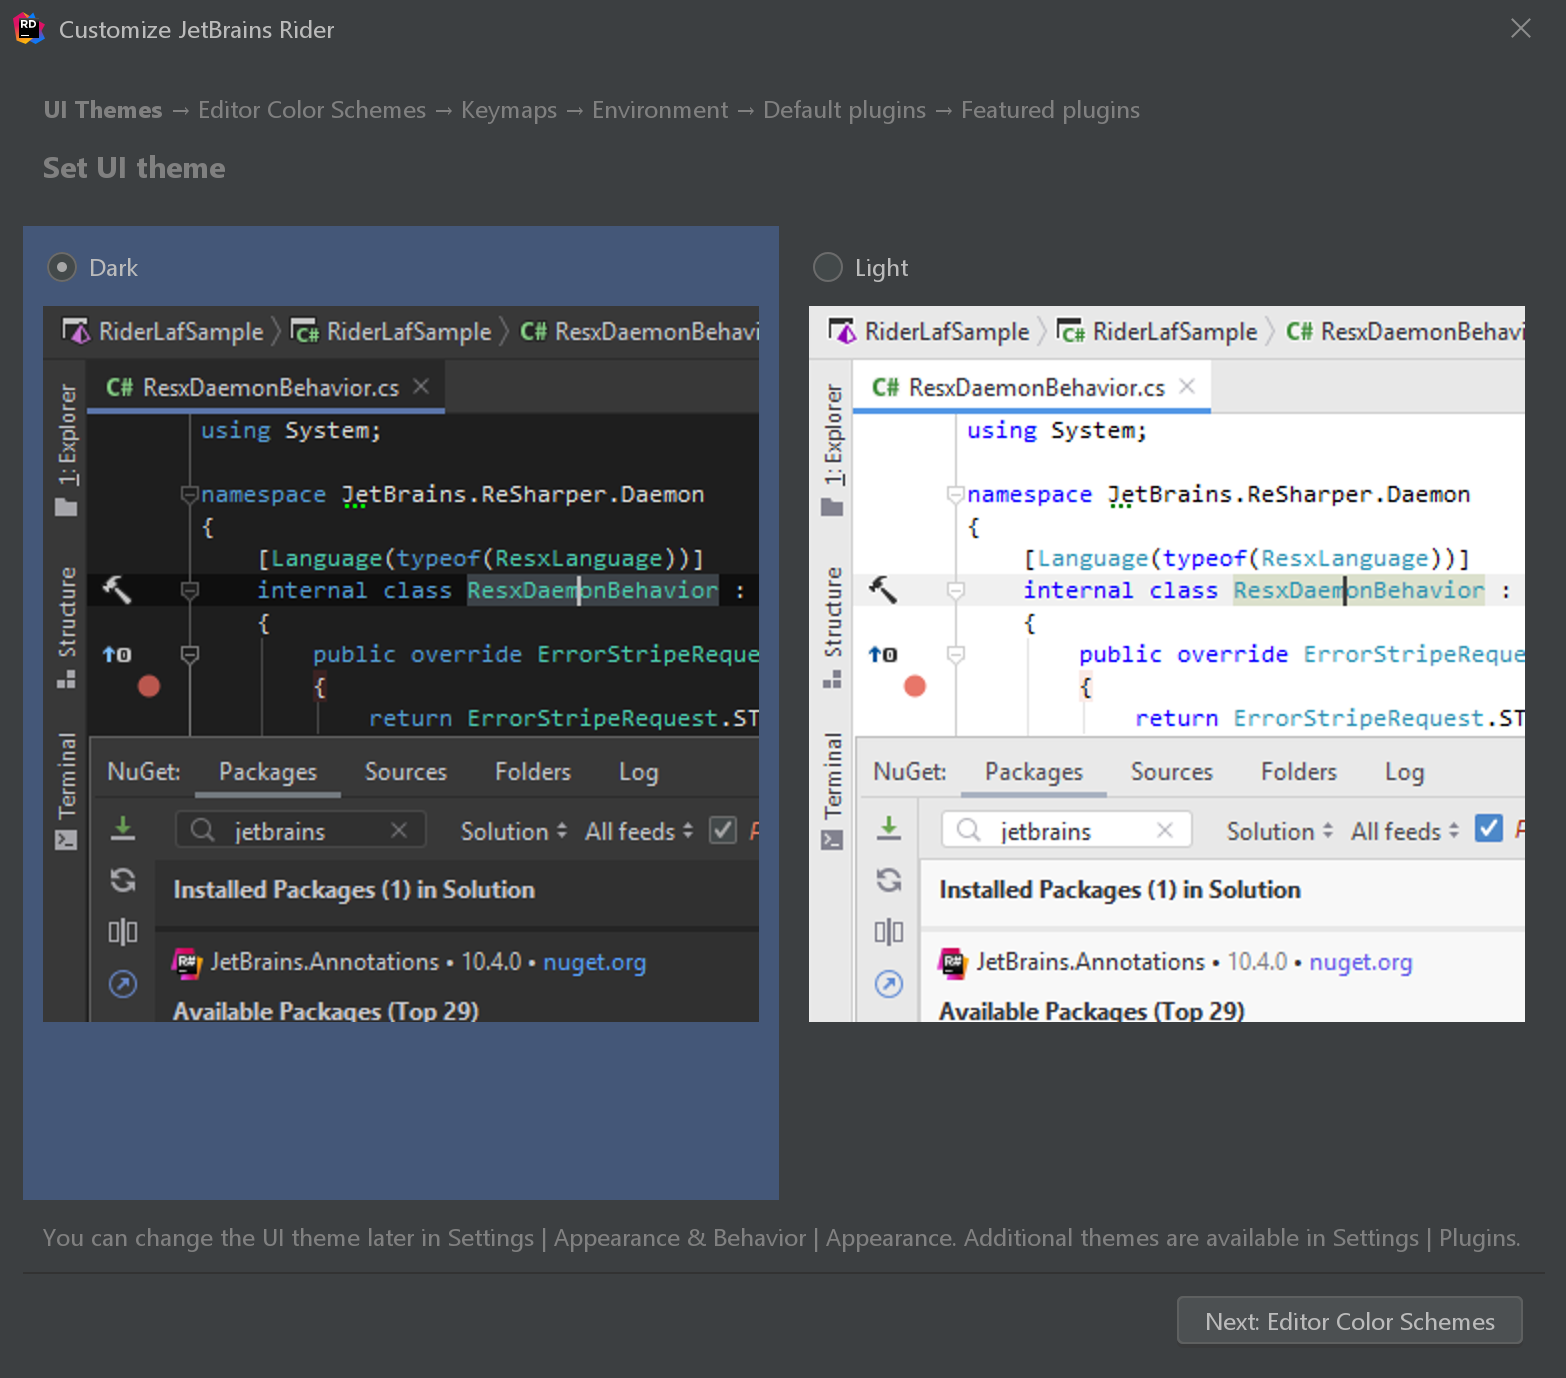 RD
Customize JetBrains Rider
UI Themes → Editor Color Schemes → Keymaps → Environment → Default plugins → Featured plugins
Set UI theme
Dark
RiderLafSample RiderLafSample C# ResxDaemonBehavi
C# ResxDaemonBehavior.cs
1: Explorer
Structure
Terminal
using System;
namespace JetBrains.ReSharper.Daemon
{
[Language(typeof(ResxLanguage))]
internal class ResxDaemonBehavior :
{
public override ErrorStripeReque
{
return ErrorStripeRequest.ST
NuGet: Packages Sources Folders Log
jetbrains Solution All feeds
Installed Packages (1) in Solution
R# JetBrains.Annotations • 10.4.0 • nuget.org
Available Packages (Top 29)
Light
RiderLafSample RiderLafSample C# ResxDaemonBehavi
C# ResxDaemonBehavior.cs
1: Explorer
Structure
Terminal
using System;
namespace JetBrains.ReSharper.Daemon
{
[Language(typeof(ResxLanguage))]
internal class ResxDaemonBehavior :
{
public override ErrorStripeReque
{
return ErrorStripeRequest.ST
NuGet: Packages Sources Folders Log
jetbrains Solution All feeds
Installed Packages (1) in Solution
R# JetBrains.Annotations • 10.4.0 • nuget.org
Available Packages (Top 29)
You can change the UI theme later in Settings | Appearance & Behavior | Appearance. Additional themes are available in Settings | Plugins.
Next: Editor Color Schemes